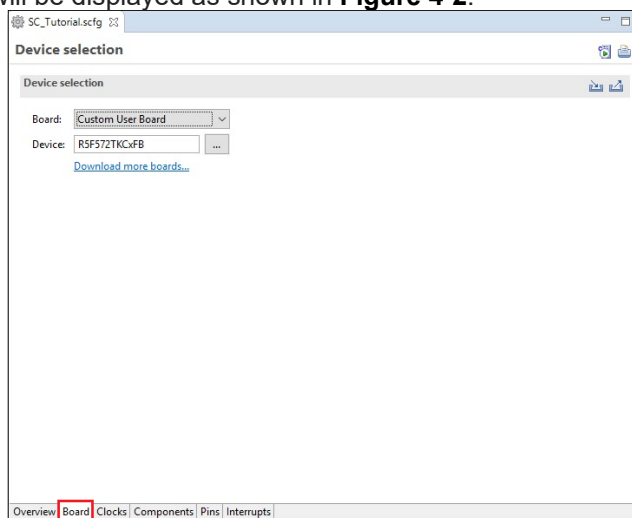 will be displayed as shown in Figure 4-2.
SC_Tutorial.scfg
Device selection
Device selection
Board: Custom User Board
Device: R5F572TKCxFB ...
Download more boards...
Overview Board Clocks Components Pins Interrupts